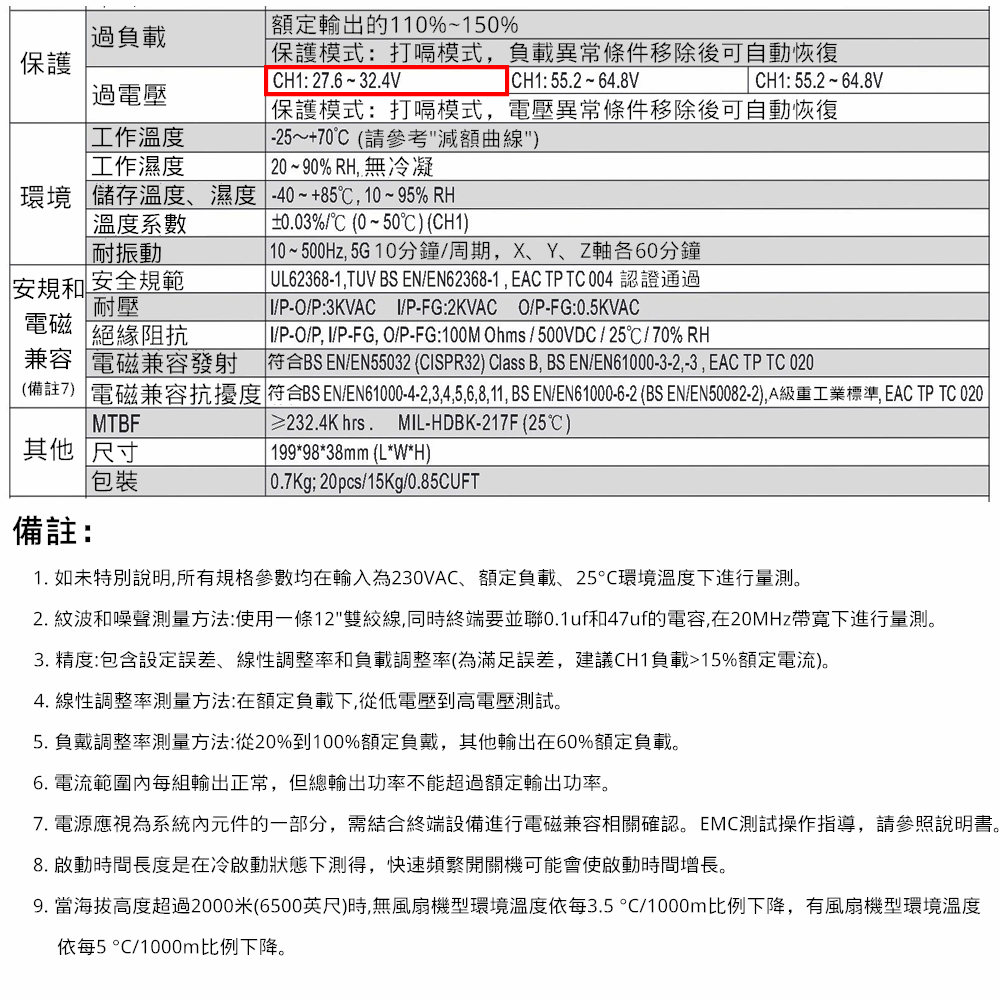 保護
過負載
額定輸出的110%~150%
保護模式：打嗝模式，負載異常條件移除後可自動恢復
過電壓
CH1: 27.6 ~ 32.4V
CH1: 55.2 ~ 64.8V
CH1: 55.2 ~ 64.8V
保護模式：打嗝模式，電壓異常條件移除後可自動恢復
環境
工作溫度
-25～+70℃ (請參考"減額曲線")
工作濕度
20 ~ 90% RH, 無冷凝
儲存溫度、濕度
-40 ~ +85℃, 10 ~ 95% RH
溫度系數
±0.03%/℃ (0 ~ 50℃) (CH1)
耐振動
10 ~ 500Hz, 5G 10分鐘/周期，X、Y、Z軸各60分鐘
安規和
電磁
兼容
(備註7)
安全規範
UL62368-1,TUV BS EN/EN62368-1 , EAC TP TC 004 認證通過
耐壓
I/P-O/P:3KVAC I/P-FG:2KVAC O/P-FG:0.5KVAC
絕緣阻抗
I/P-O/P, I/P-FG, O/P-FG:100M Ohms / 500VDC / 25℃/ 70% RH
電磁兼容發射
符合BS EN/EN55032 (CISPR32) Class B, BS EN/EN61000-3-2,-3 , EAC TP TC 020
電磁兼容抗擾度
符合BS EN/EN61000-4-2,3,4,5,6,8,11, BS EN/EN61000-6-2 (BS EN/EN50082-2),A級重工業標準, EAC TP TC 020
其他
MTBF
≥232.4K hrs . MIL-HDBK-217F (25℃)
尺寸
199*98*38mm (L*W*H)
包裝
0.7Kg; 20pcs/15Kg/0.85CUFT
備註：
1. 如未特別說明,所有規格參數均在輸入為230VAC、額定負載、25°C環境溫度下進行量測。
2. 紋波和噪聲測量方法:使用一條12"雙絞線,同時終端要並聯0.1uf和47uf的電容,在20MHz帶寬下進行量測。
3. 精度:包含設定誤差、線性調整率和負載調整率(為滿足誤差，建議CH1負載>15%額定電流)。
4. 線性調整率測量方法:在額定負載下,從低電壓到高電壓測試。
5. 負戴調整率測量方法:從20%到100%額定負戴，其他輸出在60%額定負載。
6. 電流範圍內每組輸出正常，但總輸出功率不能超過額定輸出功率。
7. 電源應視為系統內元件的一部分，需結合終端設備進行電磁兼容相關確認。EMC測試操作指導，請參照說明書。
8. 啟動時間長度是在冷啟動狀態下測得，快速頻繁開關機可能會使啟動時間增長。
9. 當海拔高度超過2000米(6500英尺)時,無風扇機型環境溫度依每3.5 °C/1000m比例下降，有風扇機型環境溫度
依每5 °C/1000m比例下降。